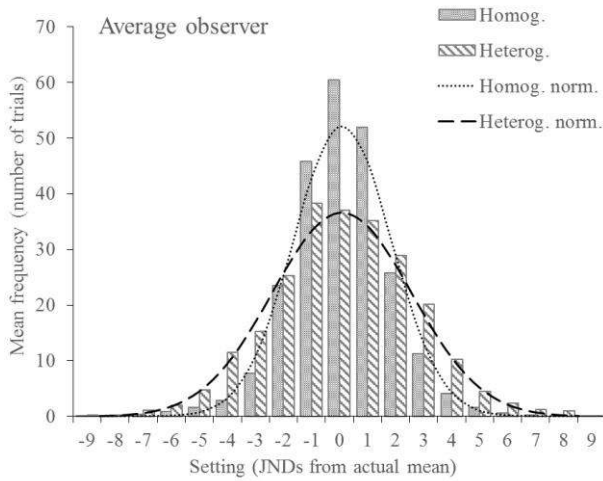 Average observer
Homog.
Heterog.
Homog. norm.
Heterog. norm.
Mean frequency (number of trials)
70
60
50
40
30
20
10
0
-9 -7 -6 -5 -4 -3 -2 -1 0 1 2 3 4 5 6 7 8 9
Setting (JNDs from actual mean)